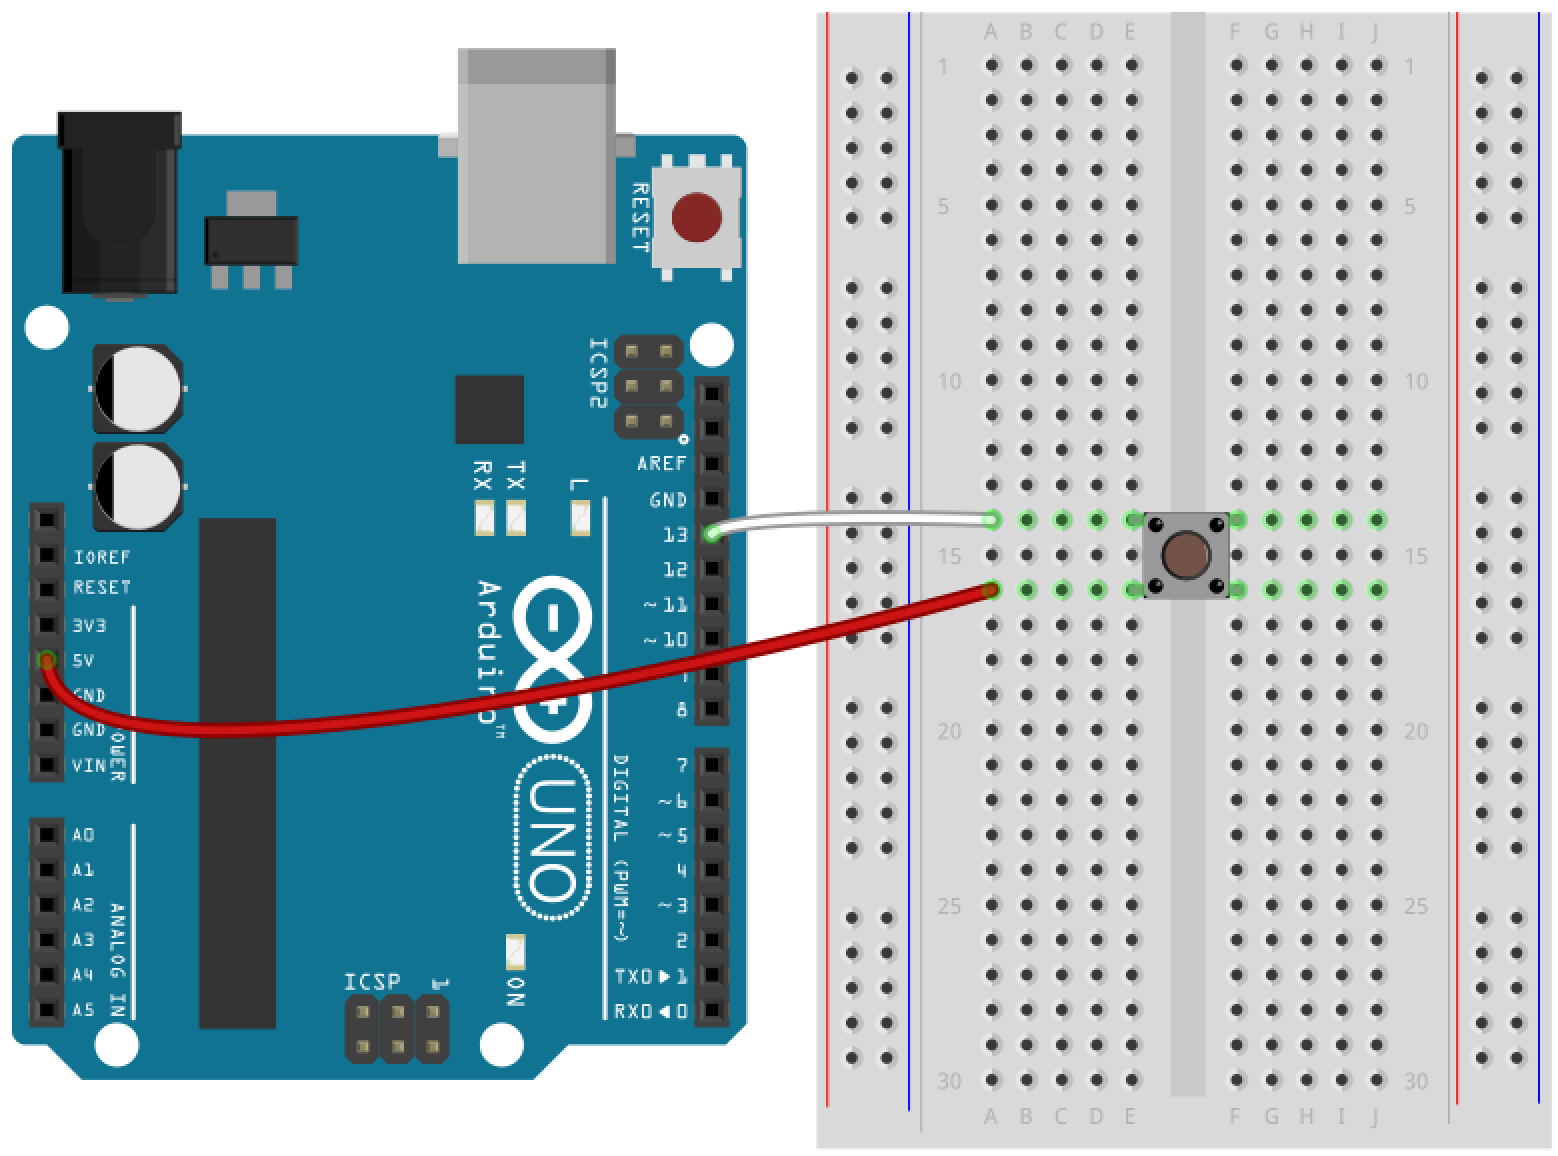 RESET
ICSP2
AREF
GND
13
12
~11
~10
8
RX
TX
L
IOREF
RESET
3V3
5V
GND
GND
VIN
Arduino™
UNO
DIGITAL (PWM=~)
7
~6
~5
4
~3
2
TX0▶1
RX0◀0
A0
A1
A2
A3
A4
A5
ANALOG IN
ICSP
1
ON
A B C D E F G H I J
1 1
5 5
10 10
15 15
20 20
25 25
30 30
A B C D E F G H I J